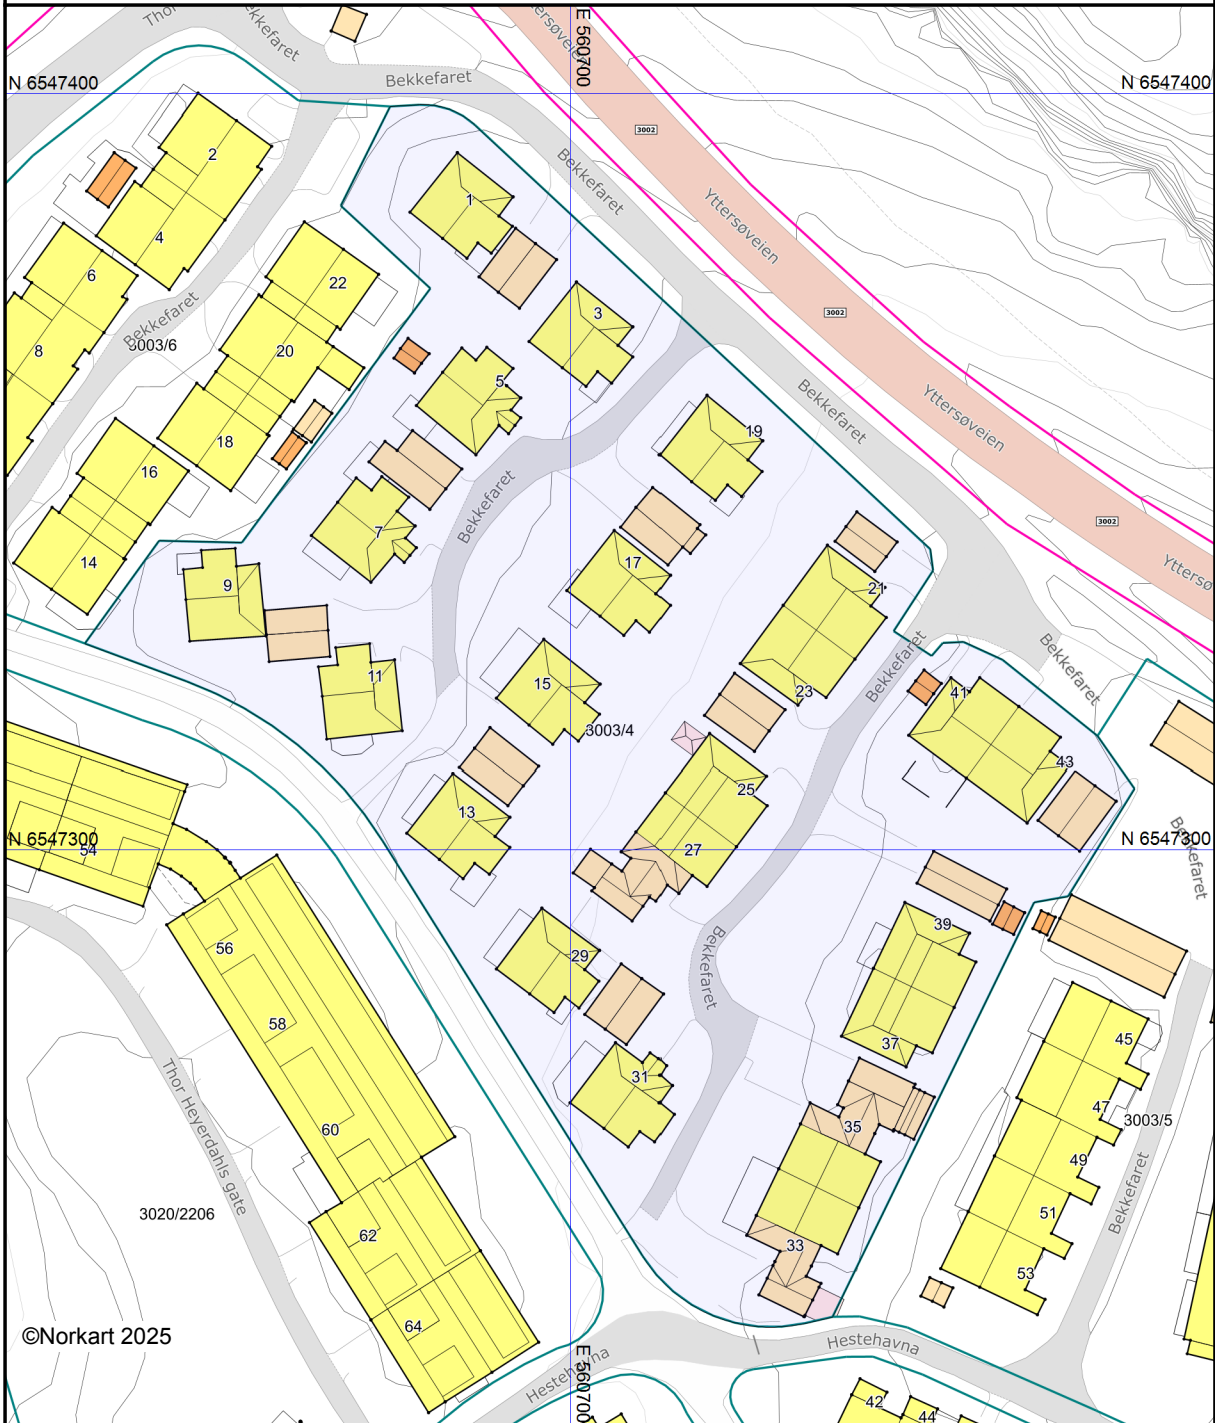 Bekkefaret
E 560700
Yttersøveien
N 6547400
Bekkefaret
N 6547400
3002
2
1
Bekkefaret
4
Yttersøveien
6
22
3
3002
8
Bekkefaret
3003/6
20
5
Bekkefaret
Yttersøveien
18
19
16
7
Bekkefaret
3002
14
9
17
21
Yttersø
11
15
23
Bekkefaret
41
Bekkefaret
3003/4
43
25
13
N 6547300
54
27
N 6547300
Bekkefaret
56
29
39
Bekkefaret
58
31
37
45
60
35
47
3003/5
Thor Heyerdahls gate
49
3020/2206
62
33
51
Bekkefaret
53
64
©Norkart 2025
Hestehavna
Hestehavna
E 560700
42
44